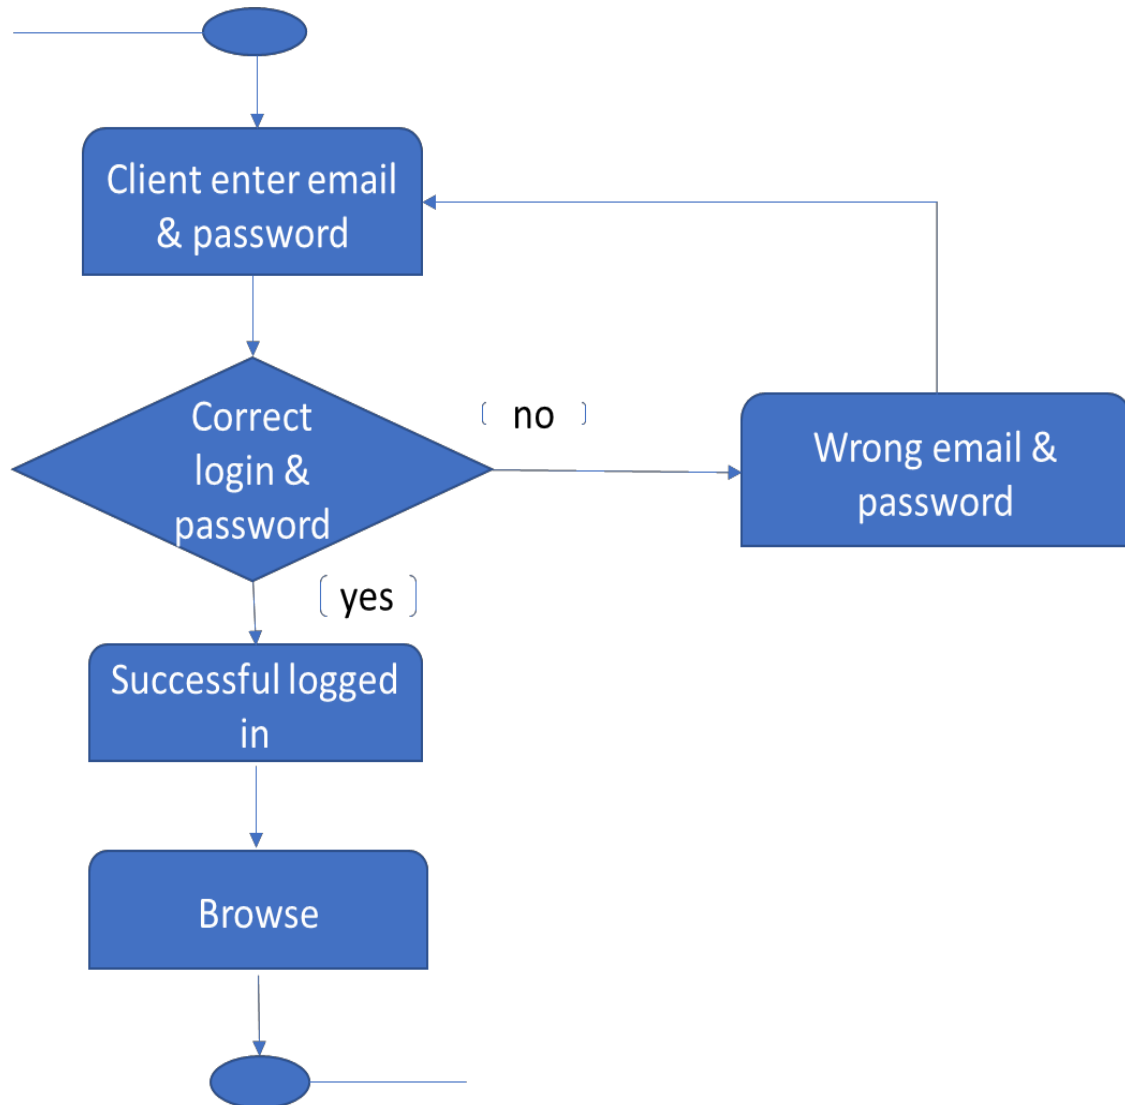 Client enter email
& password
Correct
login &
password
no
Wrong email &
password
yes
Successful logged
in
Browse